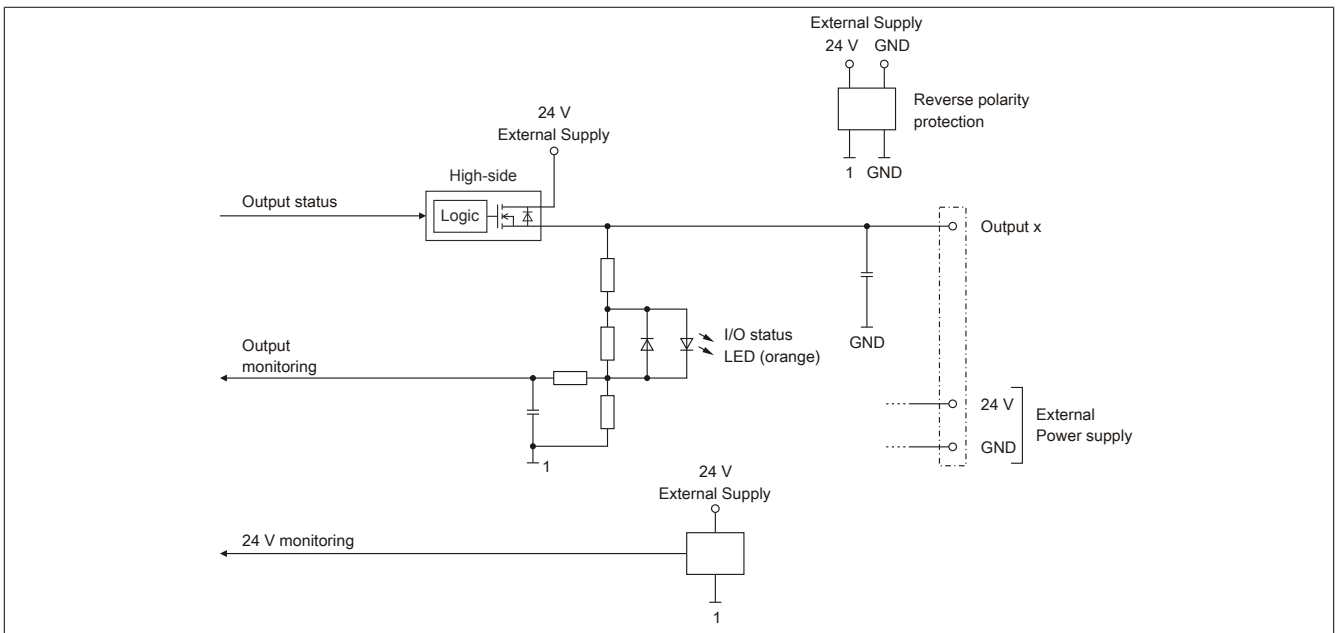 External Supply
24 V GND
Reverse polarity
protection
1 GND
24 V
External Supply
High-side
Output status
Logic
Output x
I/O status
LED (orange)
GND
Output
monitoring
24 V
GND
External
Power supply
1
24 V
External Supply
24 V monitoring
1